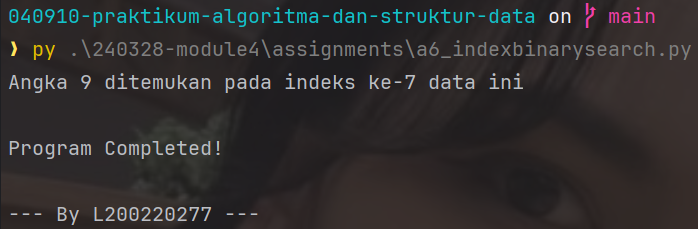 040910-praktikum-algoritma-dan-struktur-data on main
❯ py .\240328-module4\assignments\a6_indexbinarysearch.py
Angka 9 ditemukan pada indeks ke-7 data ini
Program Completed!
--- By L200220277 ---